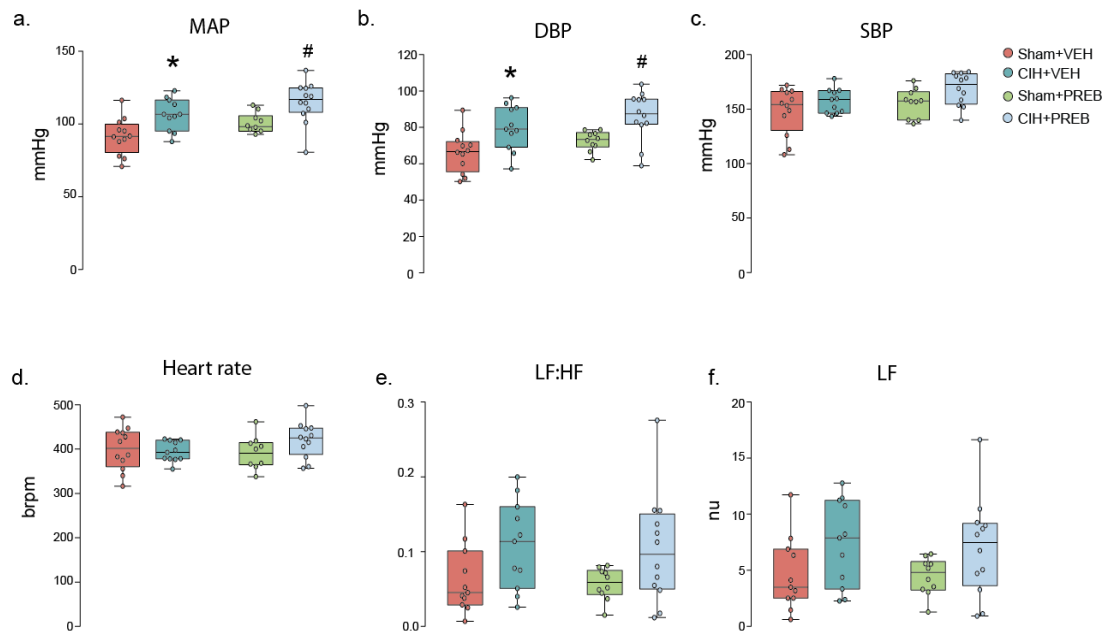 a.
MAP
mmHg
150
100
50
0
*
#
b.
DBP
mmHg
120
100
80
60
40
20
0
*
#
c.
SBP
mmHg
200
150
100
50
0
Sham+VEH
CIH+VEH
Sham+PREB
CIH+PREB
d.
Heart rate
brpm
500
400
300
200
100
0
e.
LF:HF
0.3
0.2
0.1
0.0
f.
LF
nu
20
15
10
5
0